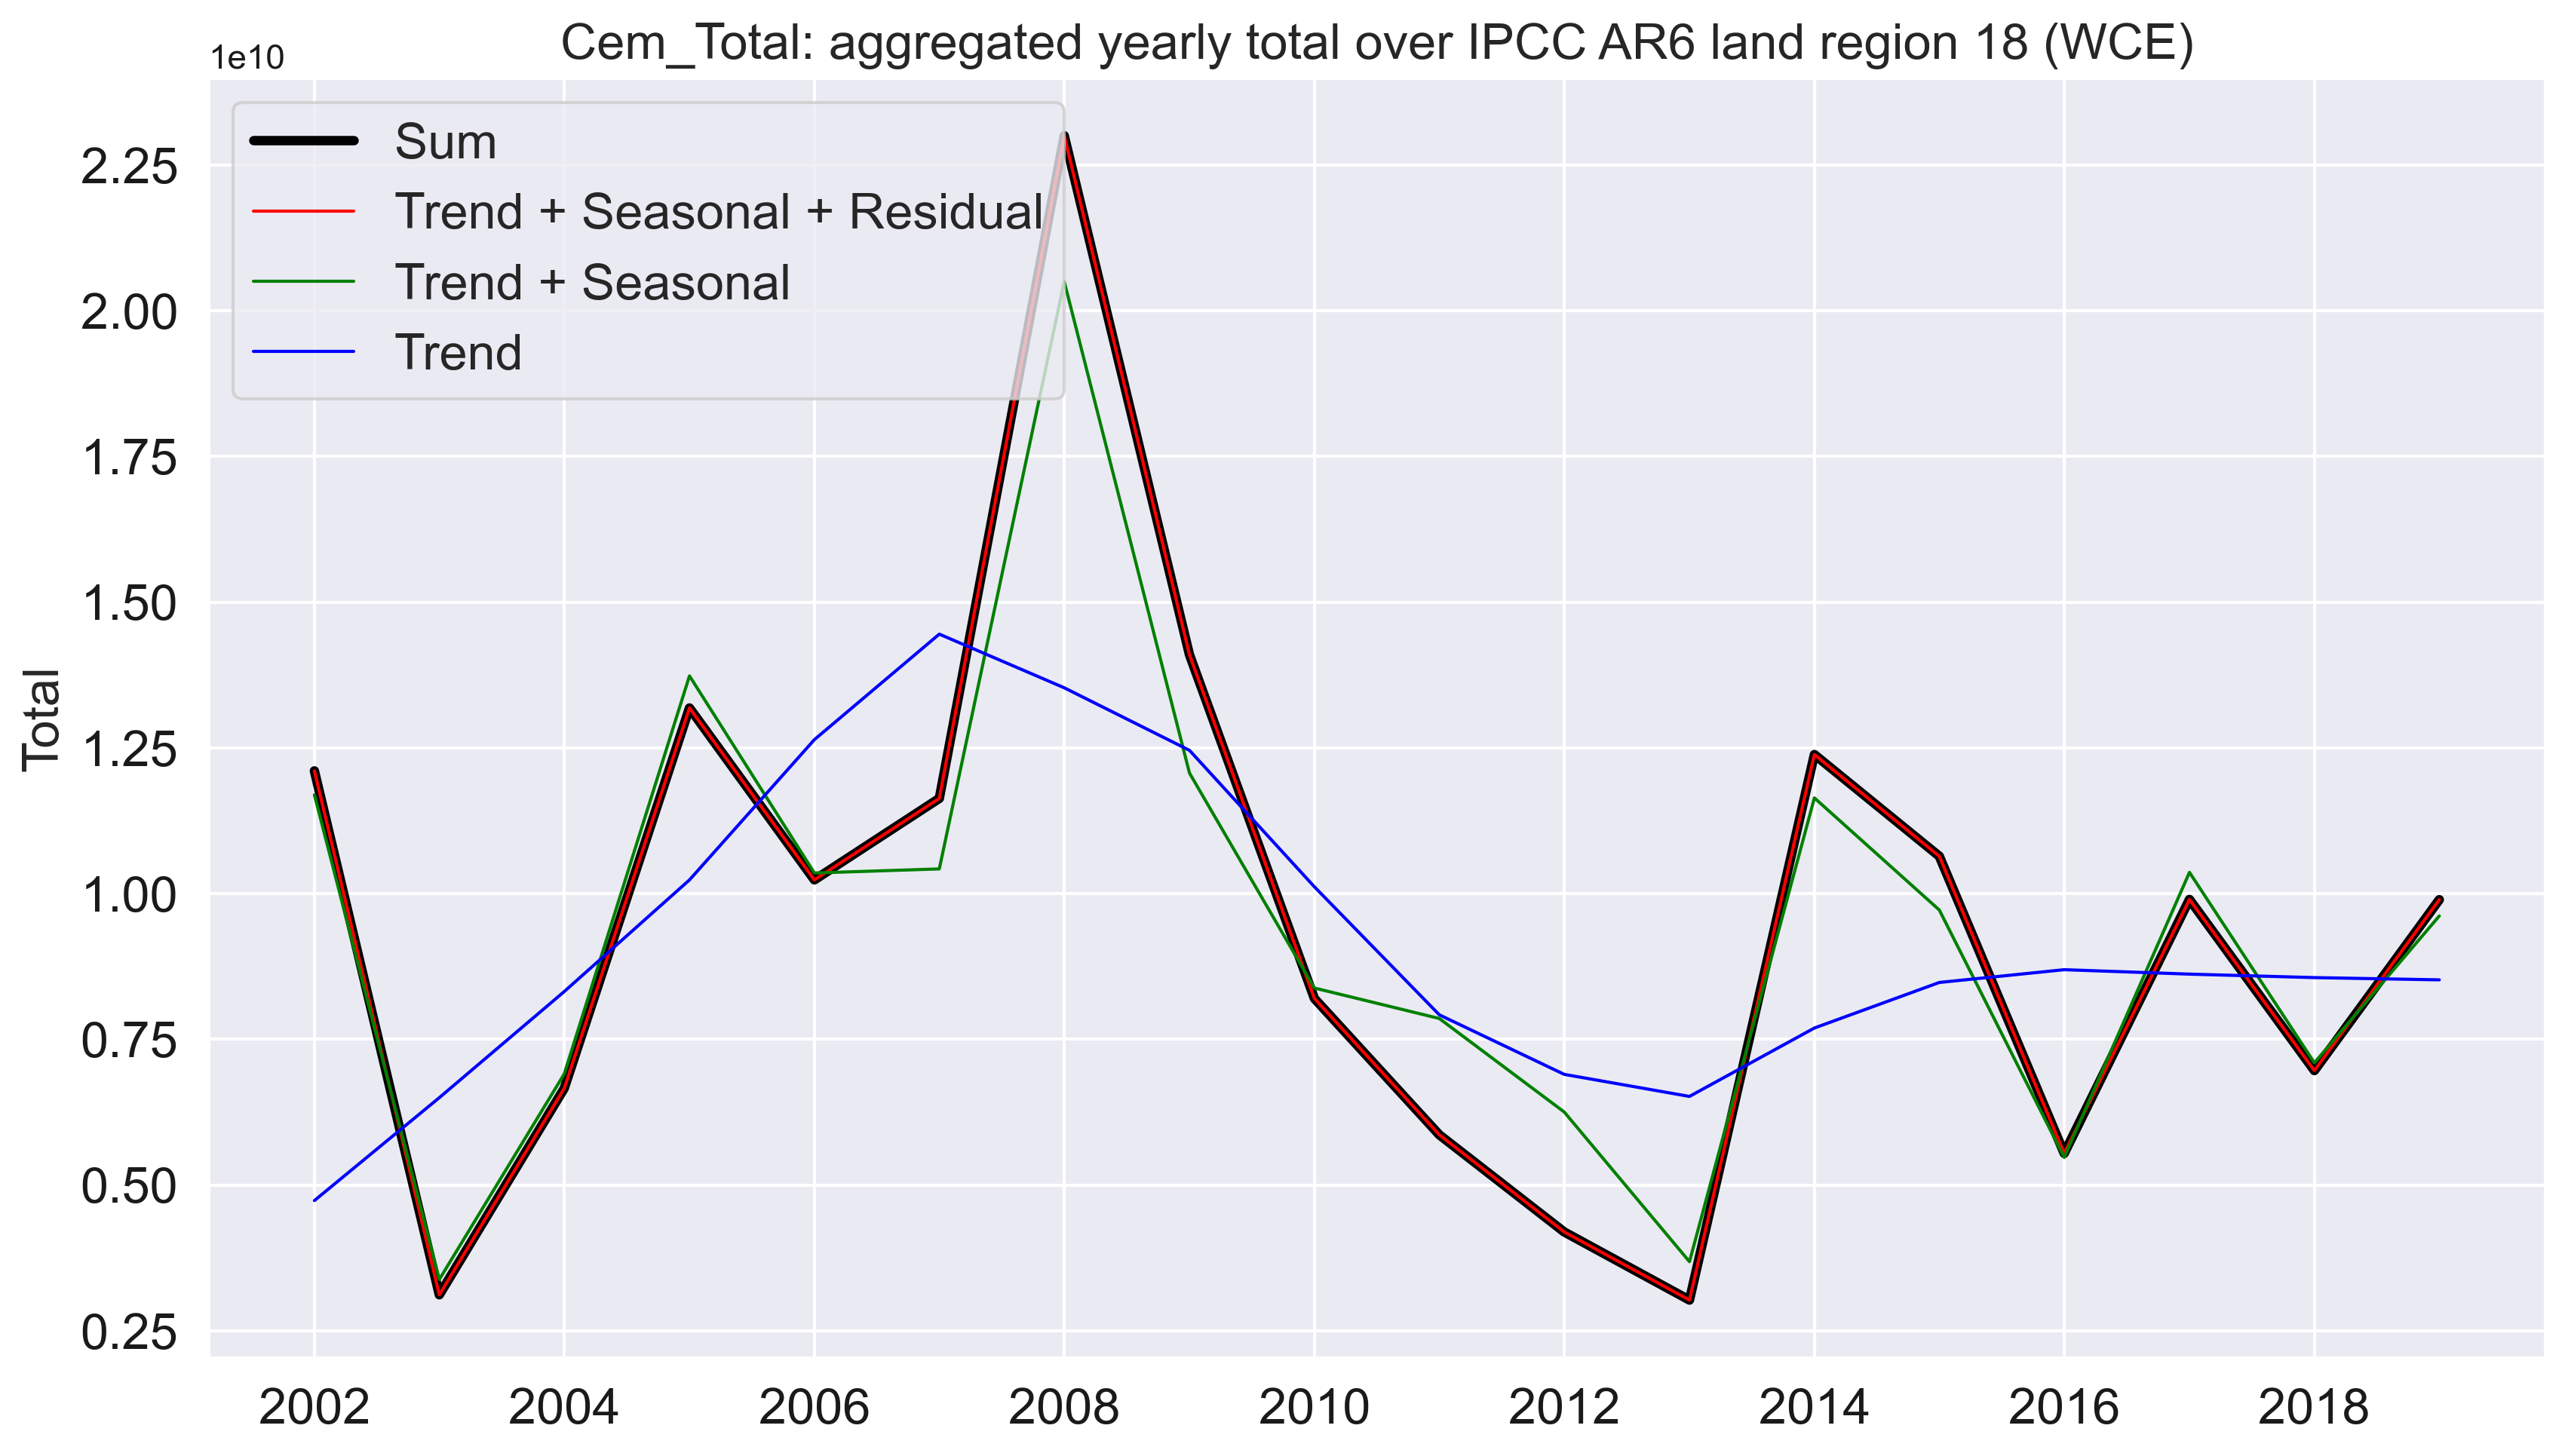 Cem_Total: aggregated yearly total over IPCC AR6 land region 18 (WCE)
1e10
Sum
Trend + Seasonal + Residual
Trend + Seasonal
Trend
2.25
2.00
1.75
1.50
1.25
1.00
0.75
0.50
0.25
Total
2002 2004 2006 2008 2010 2012 2014 2016 2018